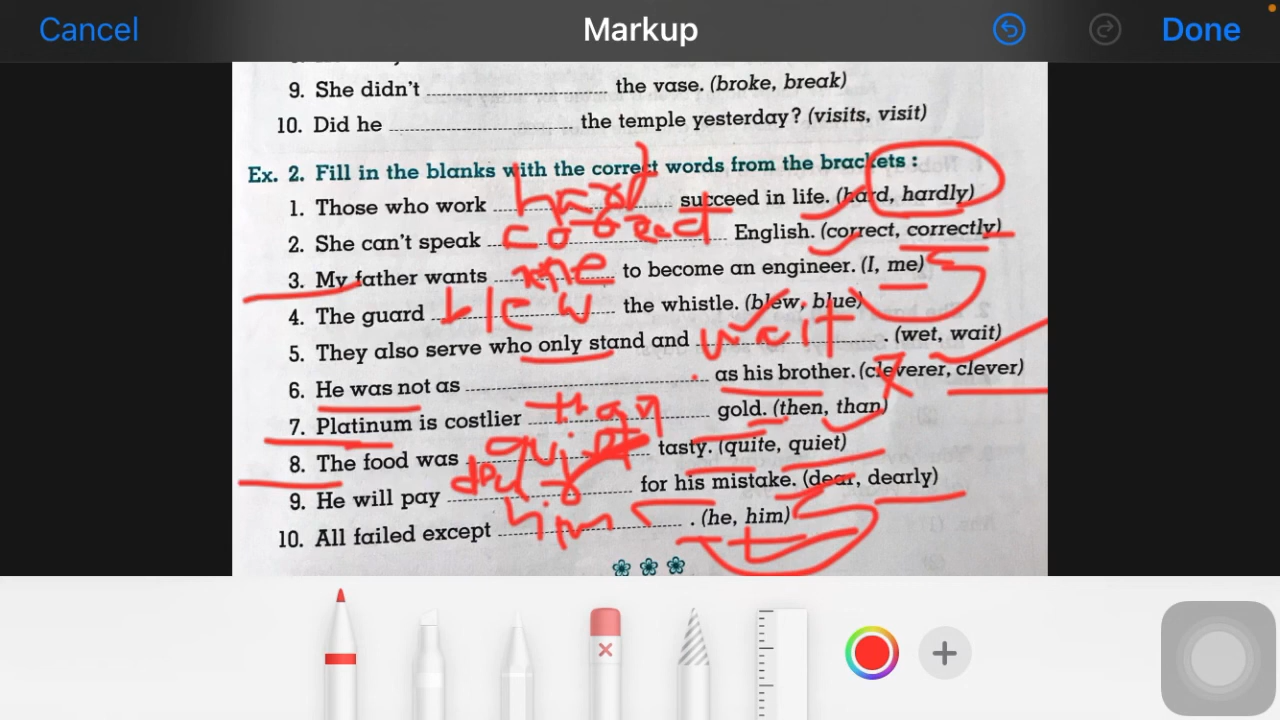 Cancel Markup Done
9. She didn't ........ the vase. (broke, break)
10. Did he ........ the temple yesterday? (visits, visit)
Ex. 2. Fill in the blanks with the correct words from the brackets :
1. Those who work hard succeed in life. (hard, hardly)
2. She can't speak correct English. (correct, correctly)
3. My father wants me to become an engineer. (I, me)
4. The guard blew the whistle. (blew, blue)
5. They also serve who only stand and wait . (wet, wait)
6. He was not as ........ as his brother. (cleverer, clever)
7. Platinum is costlier than gold. (then, than)
8. The food was ........ tasty. (quite, quiet)
9. He will pay ........ for his mistake. (dear, dearly)
10. All failed except him . (he, him)